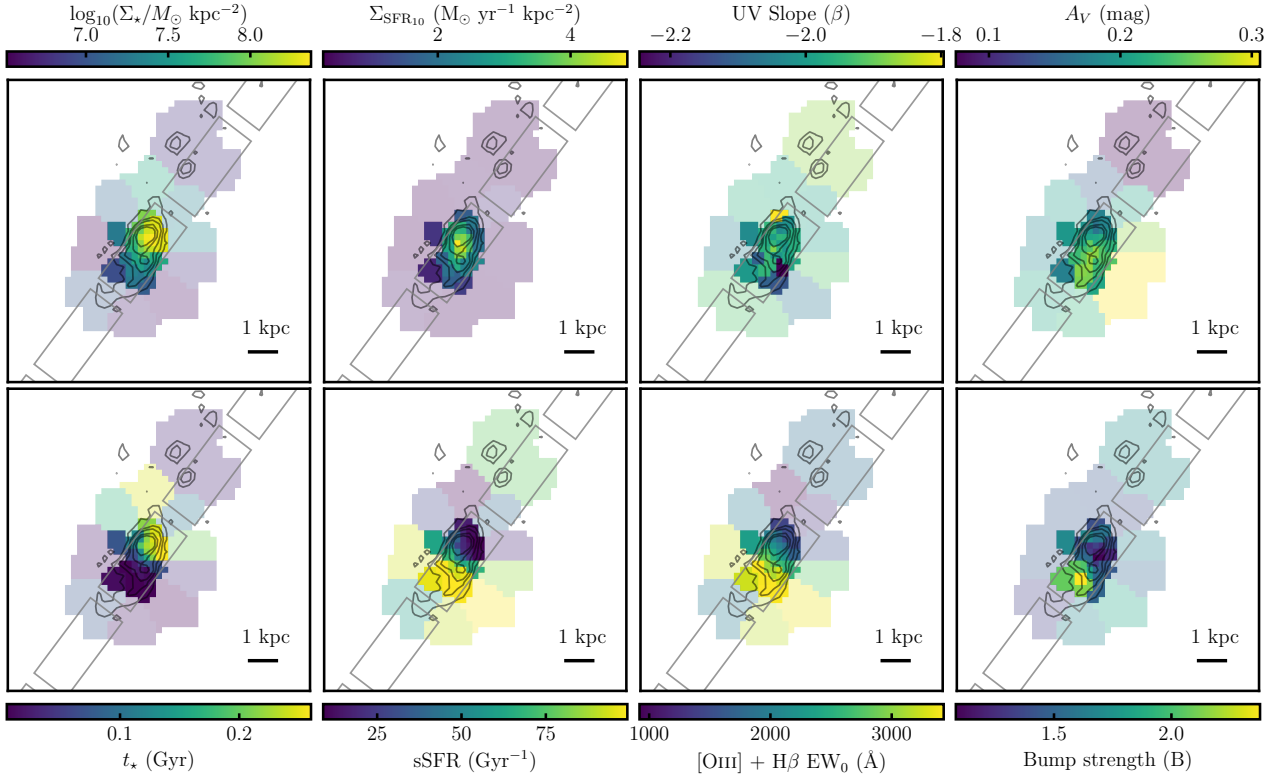 log₁₀(Σ⋆/M⊙ kpc⁻²) Σ_SFR₁₀ (M⊙ yr⁻¹ kpc⁻²) UV Slope (β) A_V (mag)
7.0 7.5 8.0 2 4 −2.2 −2.0 −1.8 0.1 0.2 0.3
1 kpc 1 kpc 1 kpc 1 kpc
1 kpc 1 kpc 1 kpc 1 kpc
0.1 0.2 25 50 75 1000 2000 3000 1.5 2.0
t⋆ (Gyr) sSFR (Gyr⁻¹) [OIII] + Hβ EW₀ (Å) Bump strength (B)